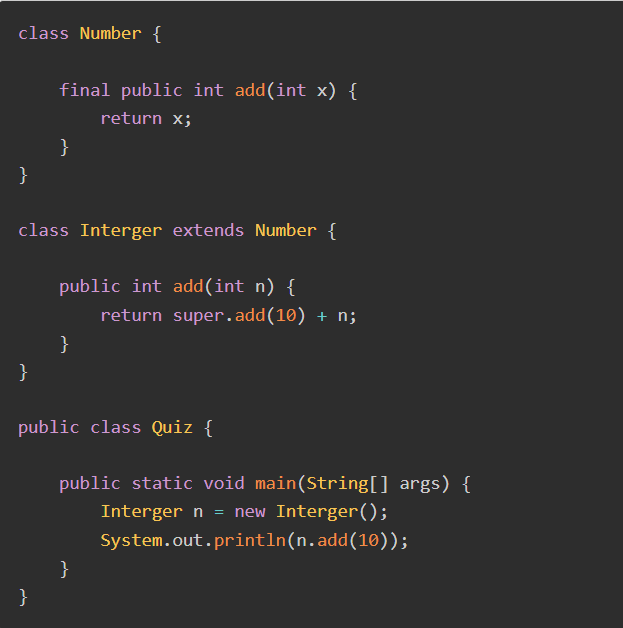 class Number {
    final public int add(int x) {
        return x;
    }
}
class Interger extends Number {
    public int add(int n) {
        return super.add(10) + n;
    }
}
public class Quiz {
    public static void main(String[] args) {
        Interger n = new Interger();
        System.out.println(n.add(10));
    }
}